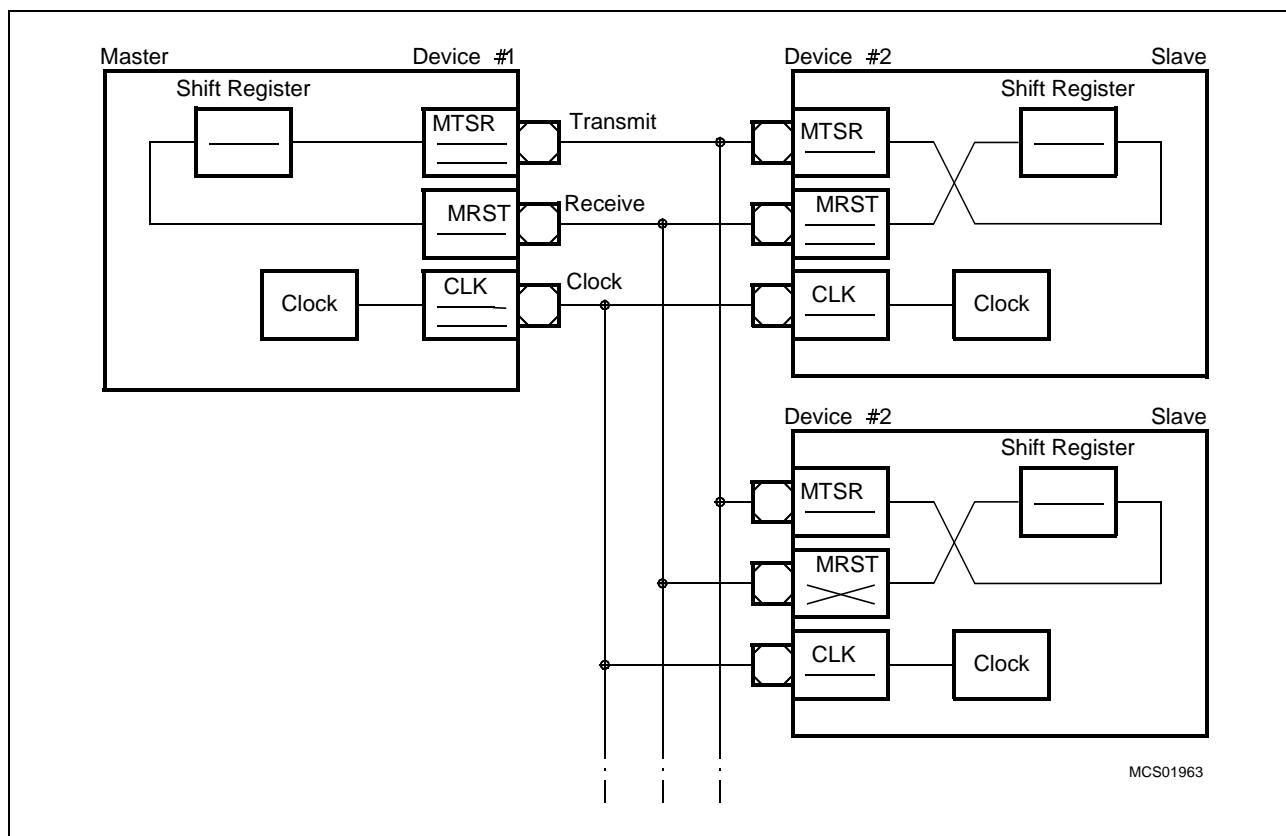 Master Device #1
Shift Register
MTSR
Transmit
MRST
Receive
CLK
Clock
Clock
Device #2 Slave
Shift Register
MTSR
MRST
CLK
Clock
Device #2 Slave
Shift Register
MTSR
MRST
CLK
Clock
MCS01963